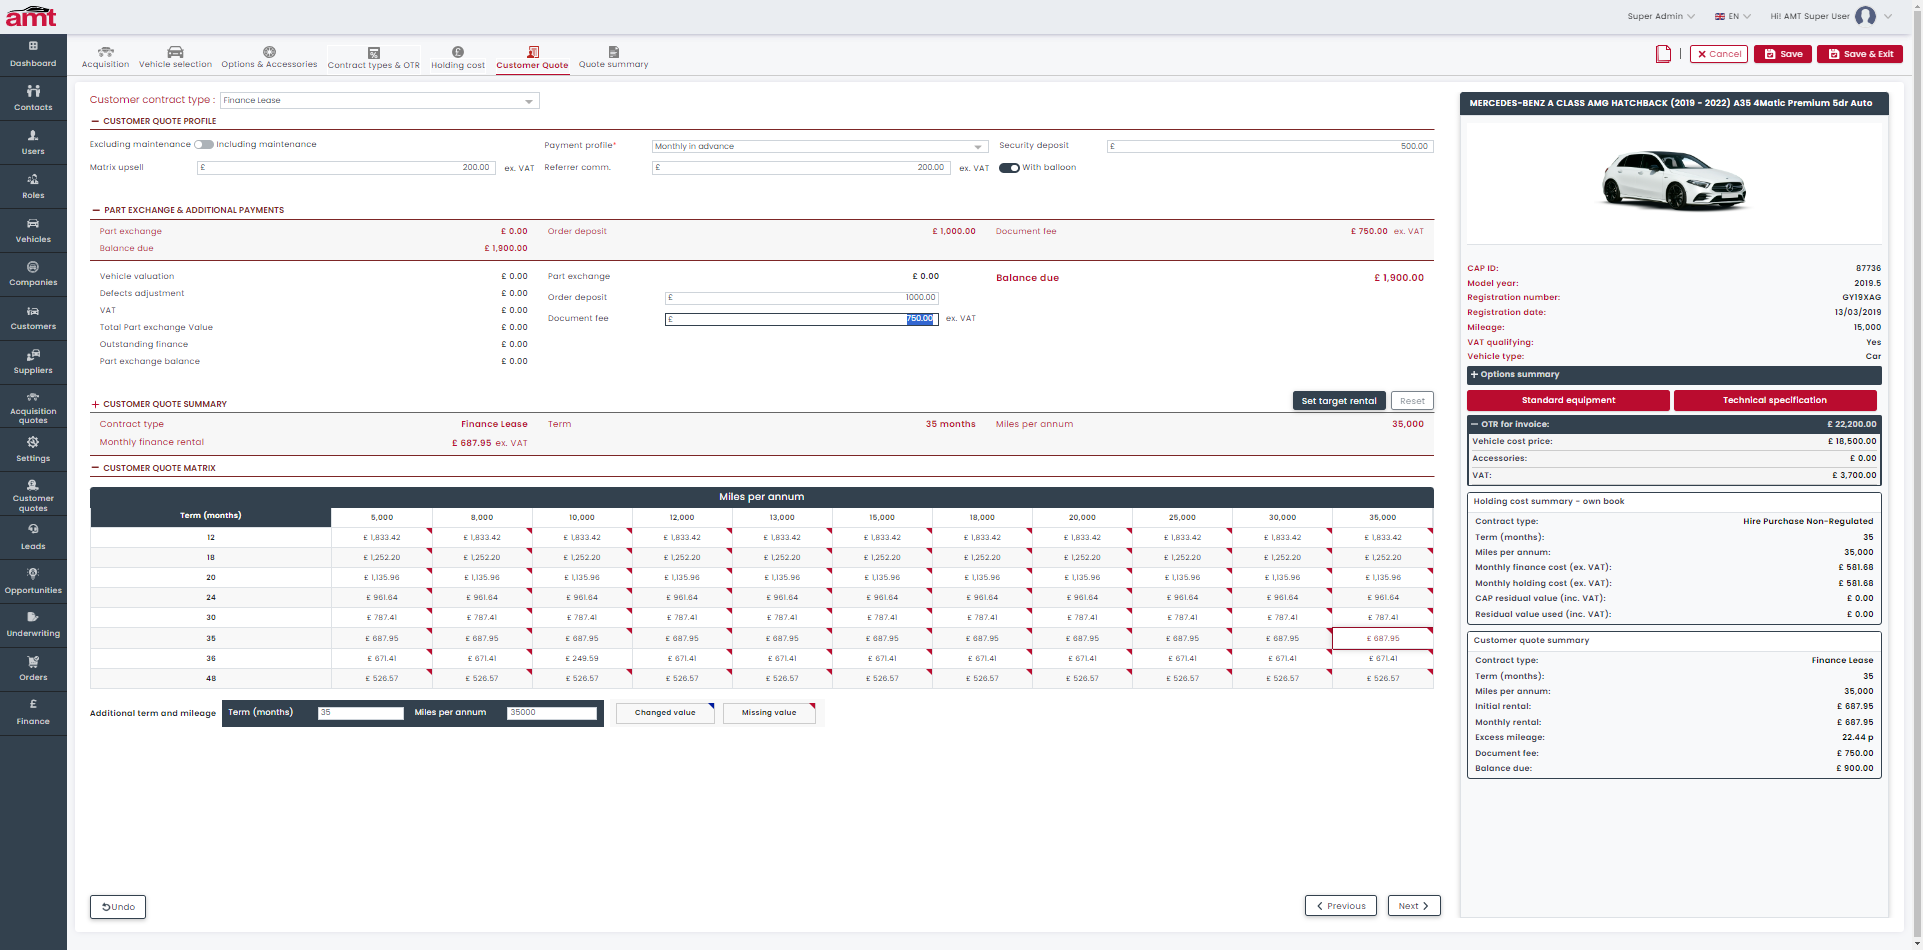 amt
Super Admin EN Hi! AMT Super User
Dashboard
Contacts
Users
Roles
Vehicles
Companies
Customers
Suppliers
Acquisition
quotes
Settings
Customer
quotes
Leads
Opportunities
Underwriting
Orders
Finance
Acquisition Vehicle selection Options & Accessories Contract types & OTR Holding cost Customer Quote Quote summary
Cancel Save Save & Exit
Customer contract type : Finance Lease
CUSTOMER QUOTE PROFILE
Excluding maintenance Including maintenance Payment profile* Monthly in advance Security deposit £ 500.00
Matrix upsell £ 200.00 ex. VAT Referrer comm. £ 200.00 ex. VAT With balloon
PART EXCHANGE & ADDITIONAL PAYMENTS
Part exchange £ 0.00 Order deposit £ 1,000.00 Document fee £ 750.00 ex. VAT
Balance due £ 1,900.00
Vehicle valuation £ 0.00 Part exchange £ 0.00 Balance due £ 1,900.00
Defects adjustment £ 0.00 Order deposit £ 1000.00
VAT £ 0.00 Document fee £ 750.00 ex. VAT
Total Part exchange Value £ 0.00
Outstanding finance £ 0.00
Part exchange balance £ 0.00
CUSTOMER QUOTE SUMMARY Set target rental Reset
Contract type Finance Lease Term 35 months Miles per annum 35,000
Monthly finance rental £ 687.95 ex. VAT
CUSTOMER QUOTE MATRIX
Miles per annum
Term (months) 5,000 8,000 10,000 12,000 13,000 15,000 18,000 20,000 25,000 30,000 35,000
12 £ 1,833.42 £ 1,833.42 £ 1,833.42 £ 1,833.42 £ 1,833.42 £ 1,833.42 £ 1,833.42 £ 1,833.42 £ 1,833.42 £ 1,833.42 £ 1,833.42
18 £ 1,252.20 £ 1,252.20 £ 1,252.20 £ 1,252.20 £ 1,252.20 £ 1,252.20 £ 1,252.20 £ 1,252.20 £ 1,252.20 £ 1,252.20 £ 1,252.20
20 £ 1,135.96 £ 1,135.96 £ 1,135.96 £ 1,135.96 £ 1,135.96 £ 1,135.96 £ 1,135.96 £ 1,135.96 £ 1,135.96 £ 1,135.96 £ 1,135.96
24 £ 961.64 £ 961.64 £ 961.64 £ 961.64 £ 961.64 £ 961.64 £ 961.64 £ 961.64 £ 961.64 £ 961.64 £ 961.64
30 £ 787.41 £ 787.41 £ 787.41 £ 787.41 £ 787.41 £ 787.41 £ 787.41 £ 787.41 £ 787.41 £ 787.41 £ 787.41
35 £ 687.95 £ 687.95 £ 687.95 £ 687.95 £ 687.95 £ 687.95 £ 687.95 £ 687.95 £ 687.95 £ 687.95 £ 687.95
36 £ 671.41 £ 671.41 £ 249.59 £ 671.41 £ 671.41 £ 671.41 £ 671.41 £ 671.41 £ 671.41 £ 671.41 £ 671.41
48 £ 526.57 £ 526.57 £ 526.57 £ 526.57 £ 526.57 £ 526.57 £ 526.57 £ 526.57 £ 526.57 £ 526.57 £ 526.57
Additional term and mileage Term (months) 35 Miles per annum 35000 Changed value Missing value
Undo Previous Next
MERCEDES-BENZ A CLASS AMG HATCHBACK (2019 - 2022) A35 4Matic Premium 5dr Auto
CAP ID: 87736
Model year: 2019.5
Registration number: GY19XAG
Registration date: 13/03/2019
Mileage: 15,000
VAT qualifying: Yes
Vehicle type: Car
Options summary
Standard equipment Technical specification
OTR for invoice: £ 22,200.00
Vehicle cost price: £ 18,500.00
Accessories: £ 0.00
VAT: £ 3,700.00
Holding cost summary - own book
Contract type: Hire Purchase Non-Regulated
Term (months): 35
Miles per annum: 35,000
Monthly finance cost (ex. VAT): £ 581.68
Monthly holding cost (ex. VAT): £ 581.68
CAP residual value (inc. VAT): £ 0.00
Residual value used (inc. VAT): £ 0.00
Customer quote summary
Contract type: Finance Lease
Term (months): 35
Miles per annum: 35,000
Initial rental: £ 687.95
Monthly rental: £ 687.95
Excess mileage: 22.44 p
Document fee: £ 750.00
Balance due: £ 900.00